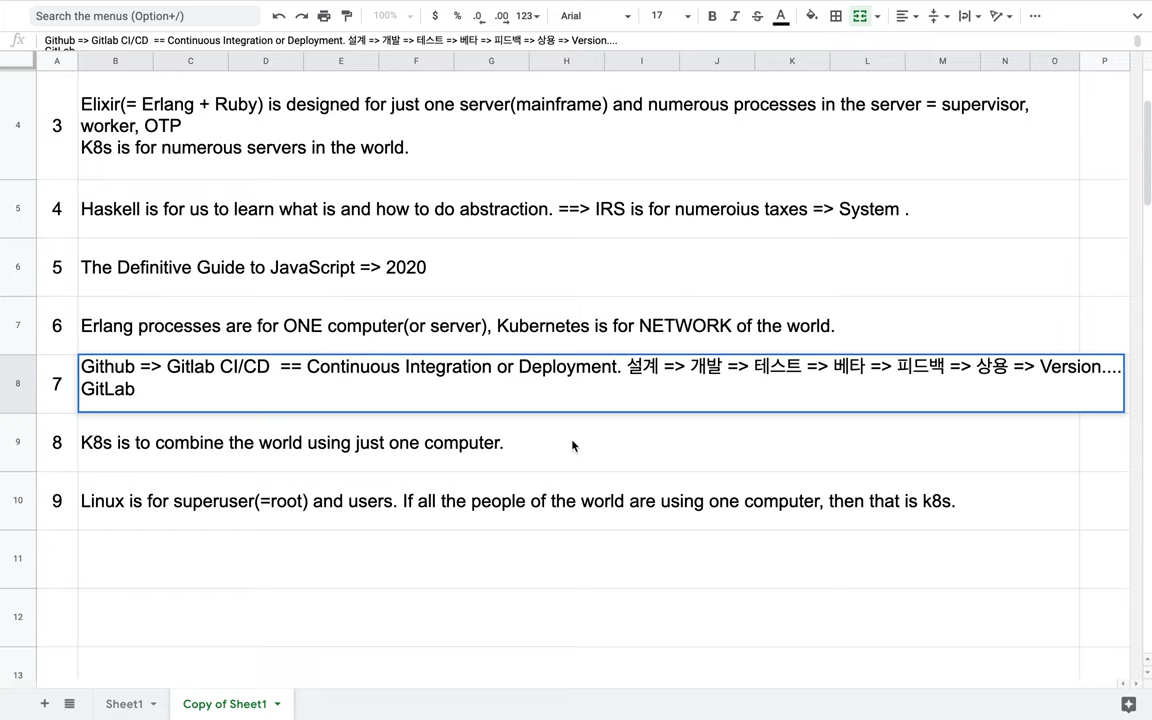 Search the menus (Option+/)
100%
$ % .0 .00 123
Arial
17
B I S A
fx
Github => Gitlab CI/CD == Continuous Integration or Deployment. 설계 => 개발 => 테스트 => 베타 => 피드백 => 상용 => Version....
GitLab
A B C D E F G H I J K L M N O P
4
3
Elixir(= Erlang + Ruby) is designed for just one server(mainframe) and numerous processes in the server = supervisor,
worker, OTP
K8s is for numerous servers in the world.
5
4
Haskell is for us to learn what is and how to do abstraction. ==> IRS is for numeroius taxes => System .
6
5
The Definitive Guide to JavaScript => 2020
7
6
Erlang processes are for ONE computer(or server), Kubernetes is for NETWORK of the world.
8
7
Github => Gitlab CI/CD == Continuous Integration or Deployment. 설계 => 개발 => 테스트 => 베타 => 피드백 => 상용 => Version....
GitLab
9
8
K8s is to combine the world using just one computer.
10
9
Linux is for superuser(=root) and users. If all the people of the world are using one computer, then that is k8s.
11
12
13
Sheet1
Copy of Sheet1